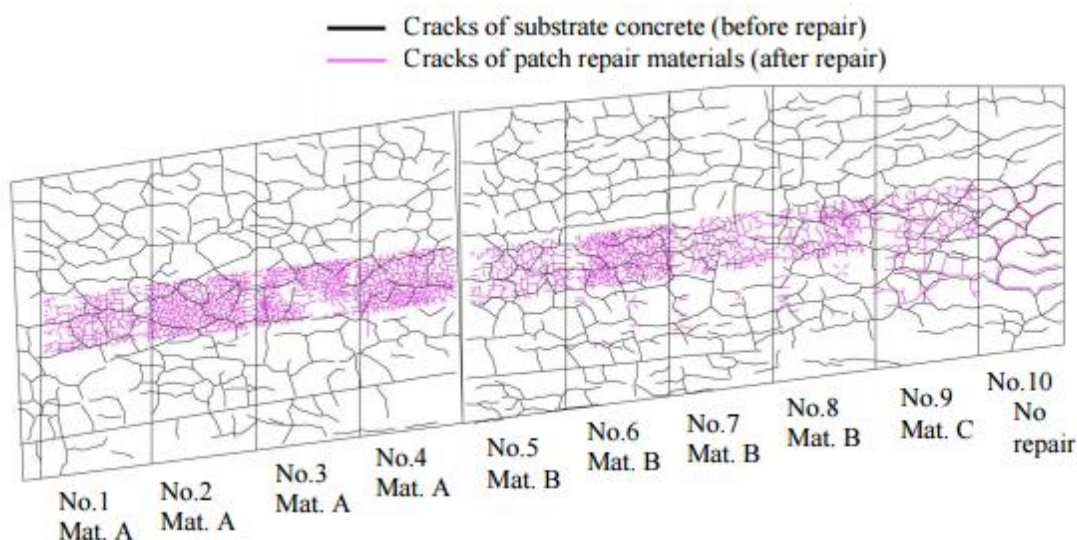 Cracks of substrate concrete (before repair)
Cracks of patch repair materials (after repair)
No.1
Mat. A
No.2
Mat. A
No.3
Mat. A
No.4
Mat. A
No.5
Mat. B
No.6
Mat. B
No.7
Mat. B
No.8
Mat. B
No.9
Mat. C
No.10
No
repair